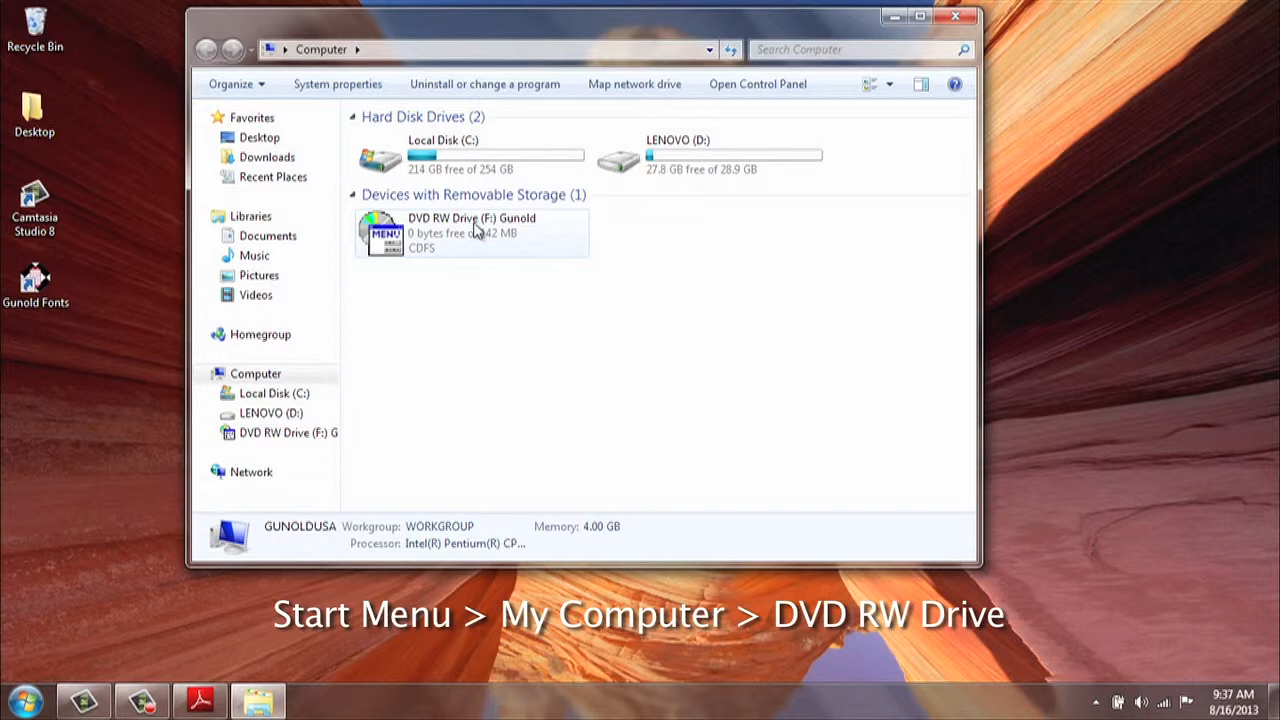 Recycle Bin
Desktop
Camtasia
Studio 8
Gunold Fonts
Computer
Search Computer
Organize
System properties
Uninstall or change a program
Map network drive
Open Control Panel
Favorites
Desktop
Downloads
Recent Places
Libraries
Documents
Music
Pictures
Videos
Homegroup
Computer
Local Disk (C:)
LENOVO (D:)
DVD RW Drive (F:) G
Network
Hard Disk Drives (2)
Local Disk (C:)
214 GB free of 254 GB
LENOVO (D:)
27.8 GB free of 28.9 GB
Devices with Removable Storage (1)
MENU
DVD RW Drive (F:) Gunold
0 bytes free 42 MB
CDFS
GUNOLDUSA Workgroup: WORKGROUP Memory: 4.00 GB
Processor: Intel(R) Pentium(R) CP...
Start Menu > My Computer > DVD RW Drive
9:37 AM
8/16/2013